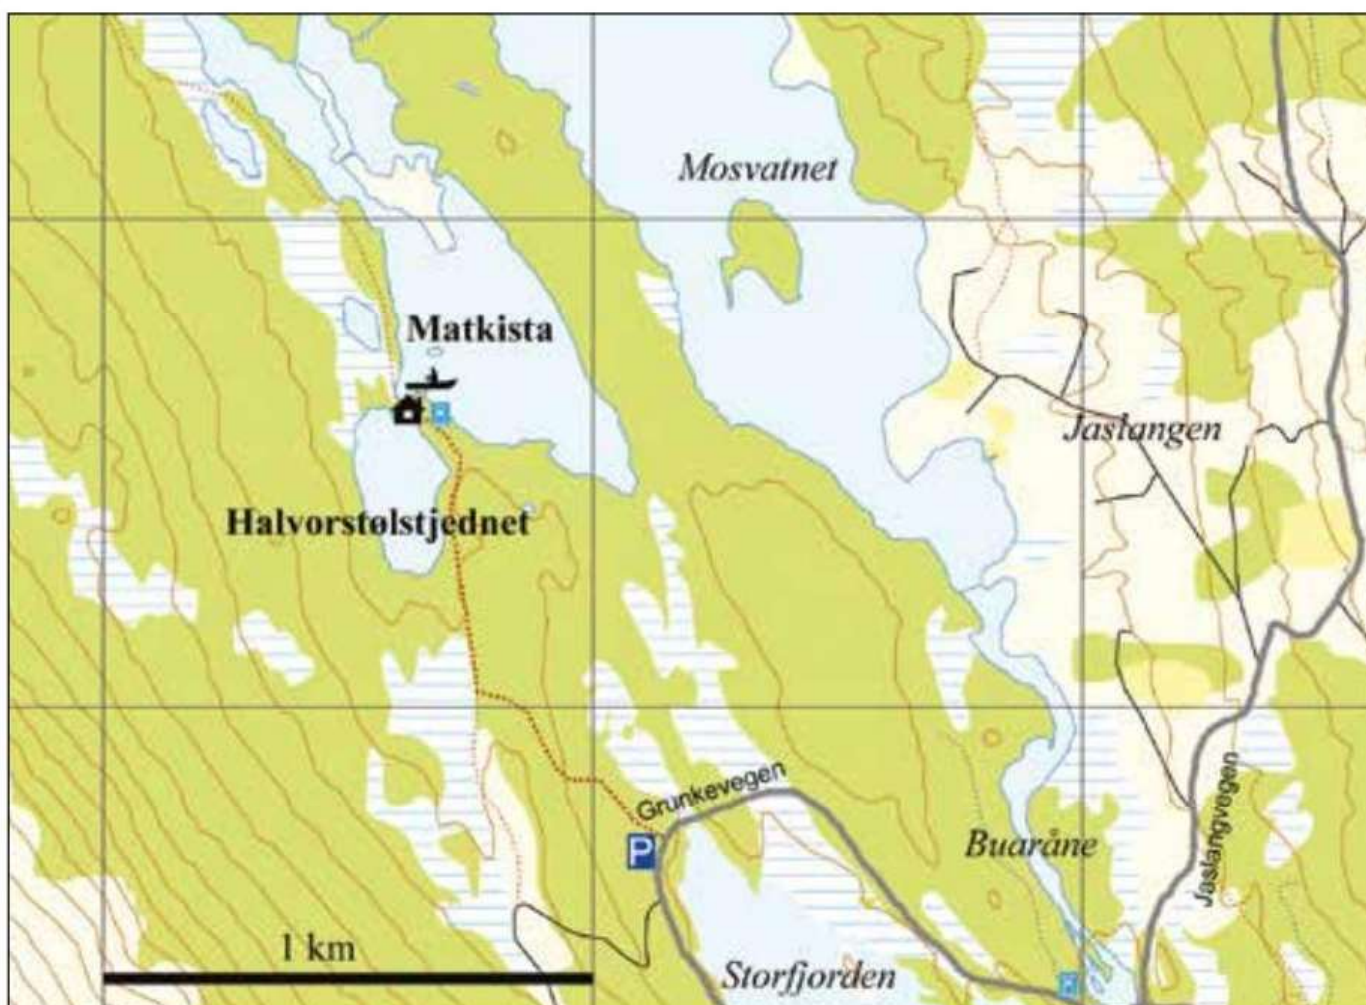 Mosvatnet
Matkista
Jaslangen
Halvorstølstjednet
Grunkevegen
P
Buaråne
Jaslangvegen
1 km
Storfjorden